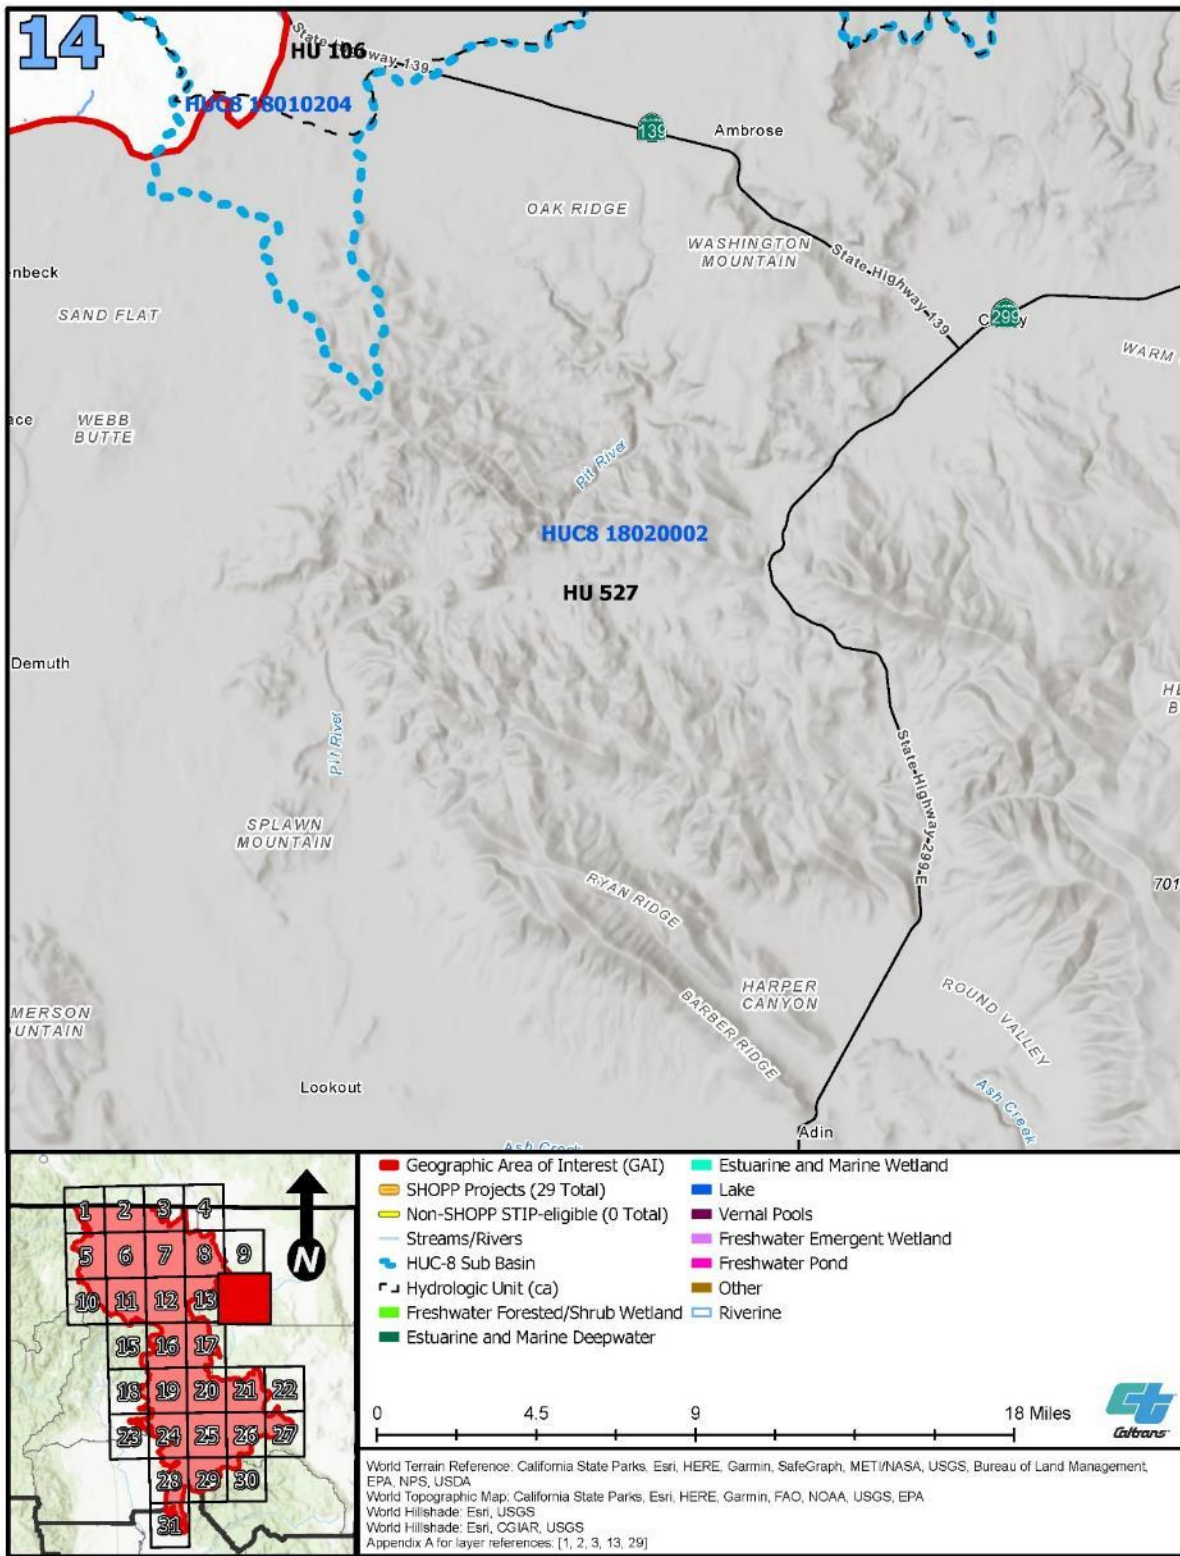 14
HU 106
State Highway 139
HUC8 18010204
139
Ambrose
OAK RIDGE
WASHINGTON
MOUNTAIN
State Highway 139
nbeck
299
SAND FLAT
WARM
ace
WEBB
BUTTE
Pit River
HUC8 18020002
HU 527
Demuth
HE
B
Pit River
State Highway 299 E
SPLAWN
MOUNTAIN
RYAN RIDGE
701
HARPER
CANYON
ROUND VALLEY
MERSON
OUNTAIN
BARBER RIDGE
Lookout
Ash Creek
Adin
Ash Creek
1 2 3 4
5 6 7 8 9
10 11 12 13
15 16 17
18 19 20 21 22
23 24 25 26 27
28 29 30
31
N
Geographic Area of Interest (GAI)
SHOPP Projects (29 Total)
Non-SHOPP STIP-eligible (0 Total)
Streams/Rivers
HUC-8 Sub Basin
Hydrologic Unit (ca)
Freshwater Forested/Shrub Wetland
Estuarine and Marine Deepwater
Estuarine and Marine Wetland
Lake
Vernal Pools
Freshwater Emergent Wetland
Freshwater Pond
Other
Riverine
0 4.5 9 18 Miles
Caltrans
World Terrain Reference: California State Parks, Esri, HERE, Garmin, SafeGraph, METI/NASA, USGS, Bureau of Land Management,
EPA, NPS, USDA
World Topographic Map: California State Parks, Esri, HERE, Garmin, FAO, NOAA, USGS, EPA
World Hillshade: Esri, USGS
World Hillshade: Esri, CGIAR, USGS
Appendix A for layer references: [1, 2, 3, 13, 29]